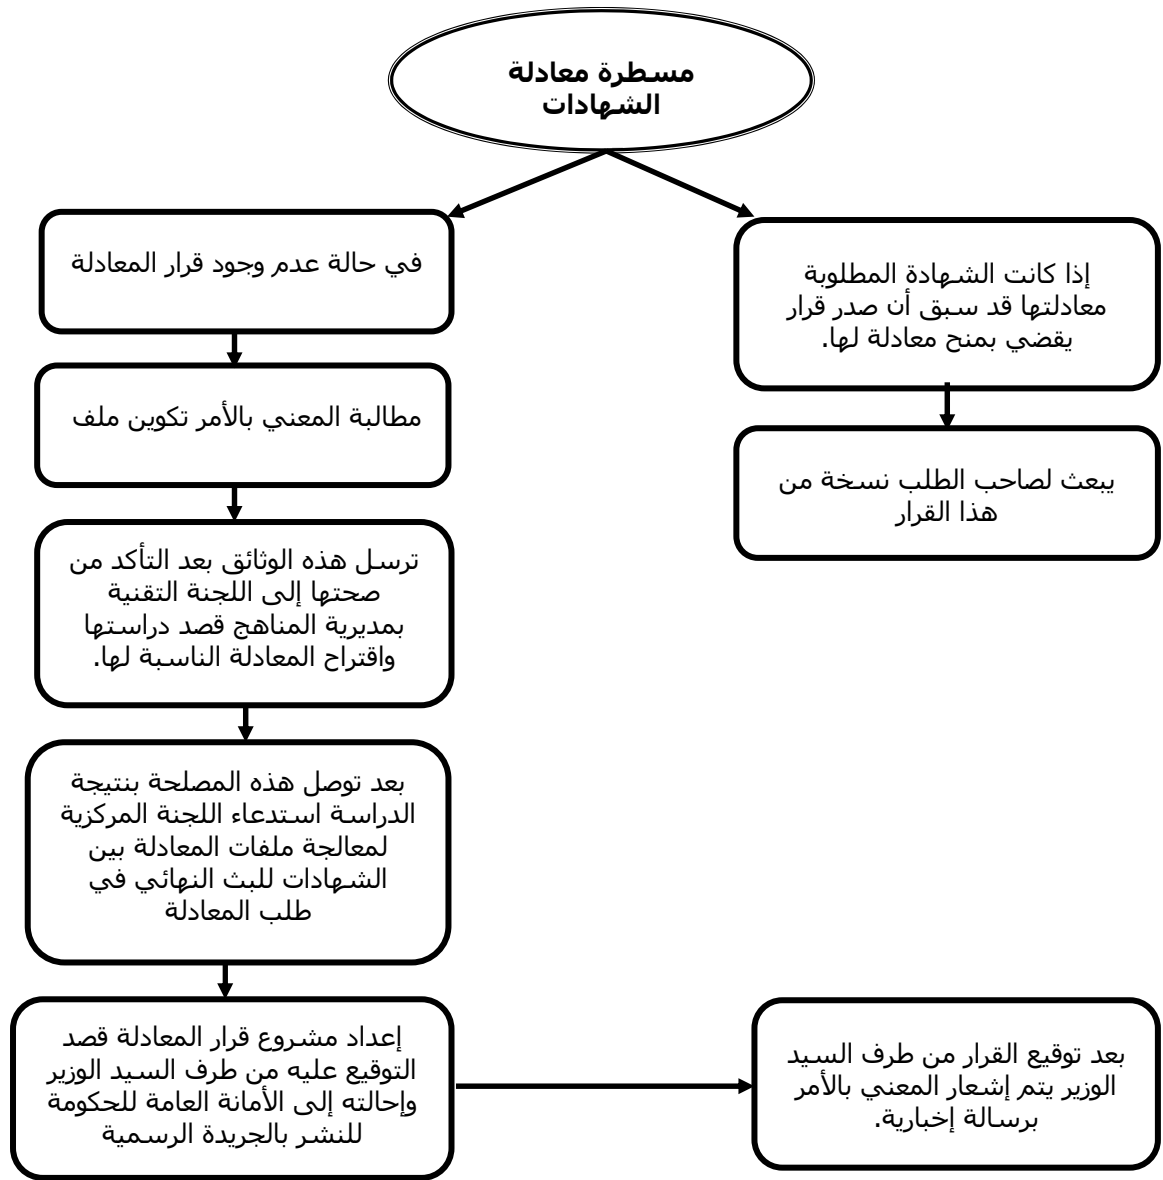 مسطرة معادلة
الشهادات
إذا كانت الشهادة المطلوبة
معادلتها قد سبق أن صدر قرار
يقضي بمنح معادلة لها.
يبعث لصاحب الطلب نسخة من
هذا القرار
في حالة عدم وجود قرار المعادلة
مطالبة المعني بالأمر تكوين ملف
ترسل هذه الوثائق بعد التأكد من
صحتها إلى اللجنة التقنية
بمديرية المناهج قصد دراستها
واقتراح المعادلة الناسبة لها.
بعد توصل هذه المصلحة بنتيجة
الدراسة استدعاء اللجنة المركزية
لمعالجة ملفات المعادلة بين
الشهادات للبث النهائي في
طلب المعادلة
إعداد مشروع قرار المعادلة قصد
التوقيع عليه من طرف السيد الوزير
وإحالته إلى الأمانة العامة للحكومة
للنشر بالجريدة الرسمية
بعد توقيع القرار من طرف السيد
الوزير يتم إشعار المعني بالأمر
برسالة إخبارية.